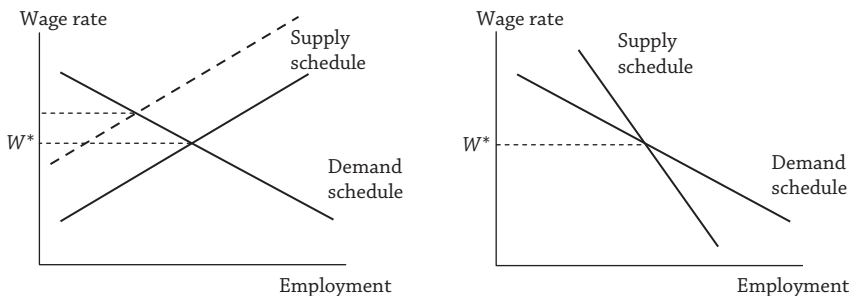 Wage rate
Supply
schedule
W*
Demand
schedule
Employment
Wage rate
Supply
schedule
W*
Demand
schedule
Employment